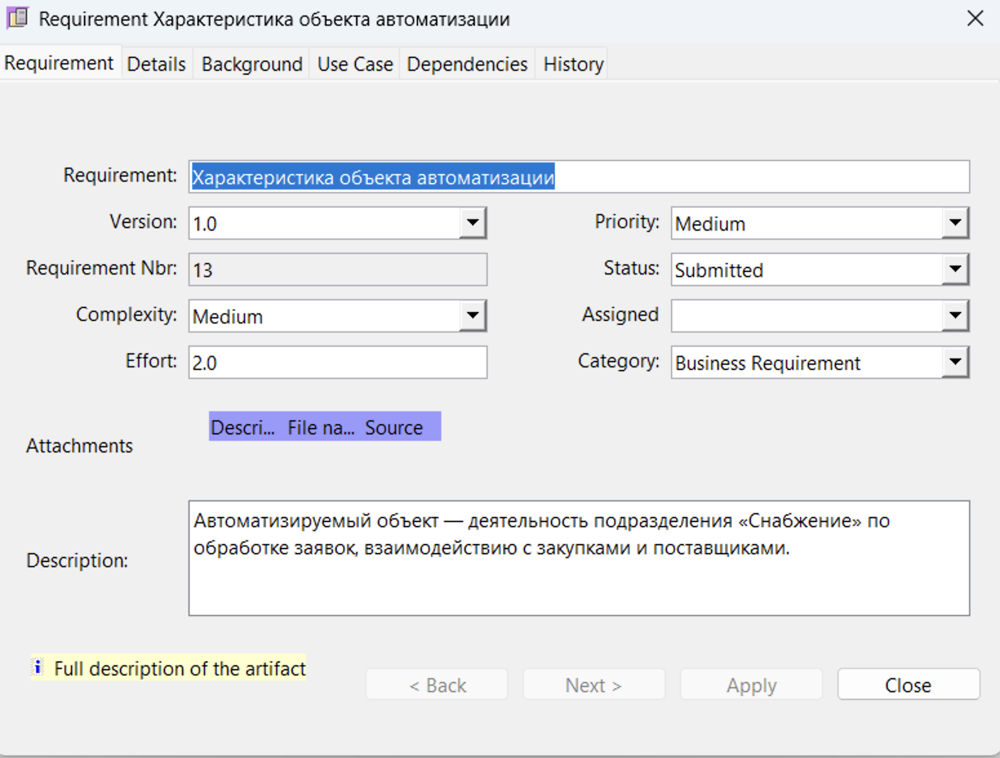 Requirement Характеристика объекта автоматизации
Requirement Details Background Use Case Dependencies History
Requirement: Характеристика объекта автоматизации
Version: 1.0 Priority: Medium
Requirement Nbr: 13 Status: Submitted
Complexity: Medium Assigned
Effort: 2.0 Category: Business Requirement
Descri... File na... Source
Attachments
Автоматизируемый объект — деятельность подразделения «Снабжение» по
обработке заявок, взаимодействию с закупками и поставщиками.
Description:
Full description of the artifact
< Back Next > Apply Close